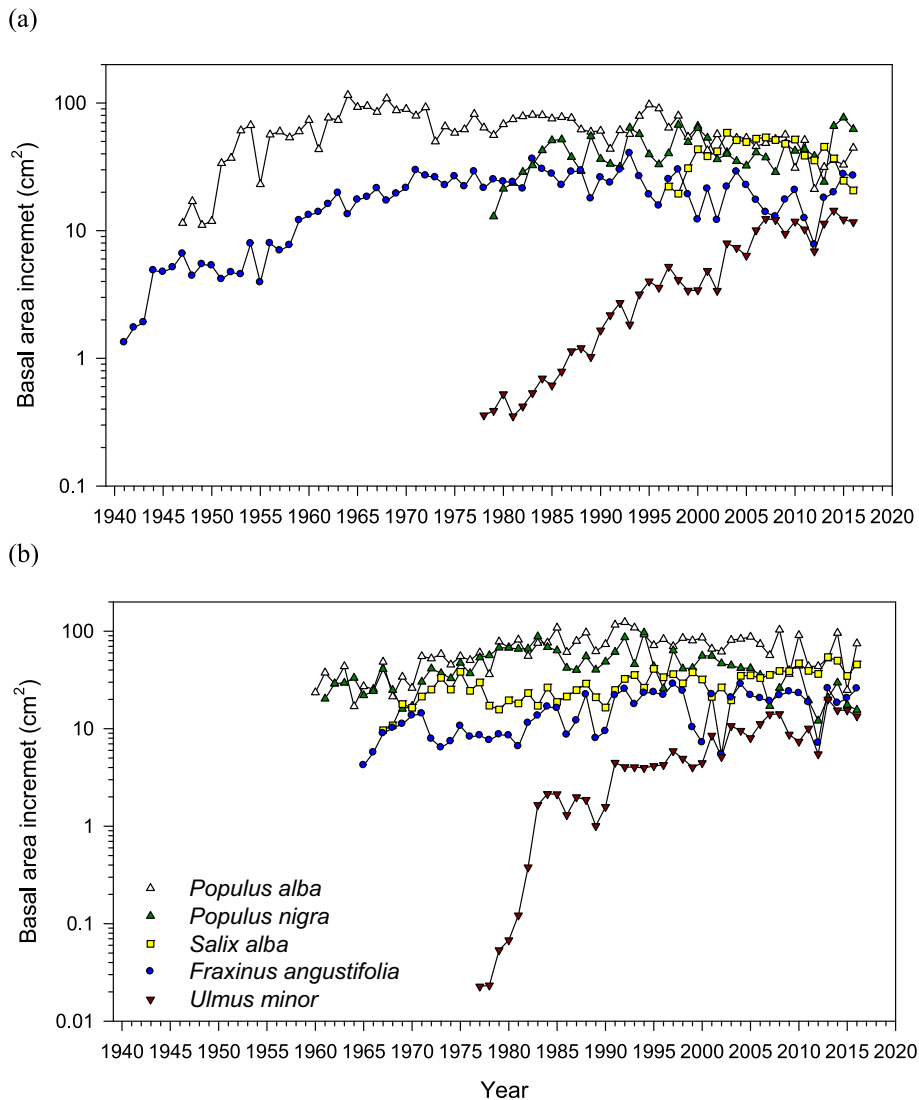 (a)
Basal area incremet (cm²)
100
10
1
0.1
1940 1945 1950 1955 1960 1965 1970 1975 1980 1985 1990 1995 2000 2005 2010 2015 2020
(b)
Basal area incremet (cm²)
100
10
1
0.1
0.01
Populus alba
Populus nigra
Salix alba
Fraxinus angustifolia
Ulmus minor
1940 1945 1950 1955 1960 1965 1970 1975 1980 1985 1990 1995 2000 2005 2010 2015 2020
Year